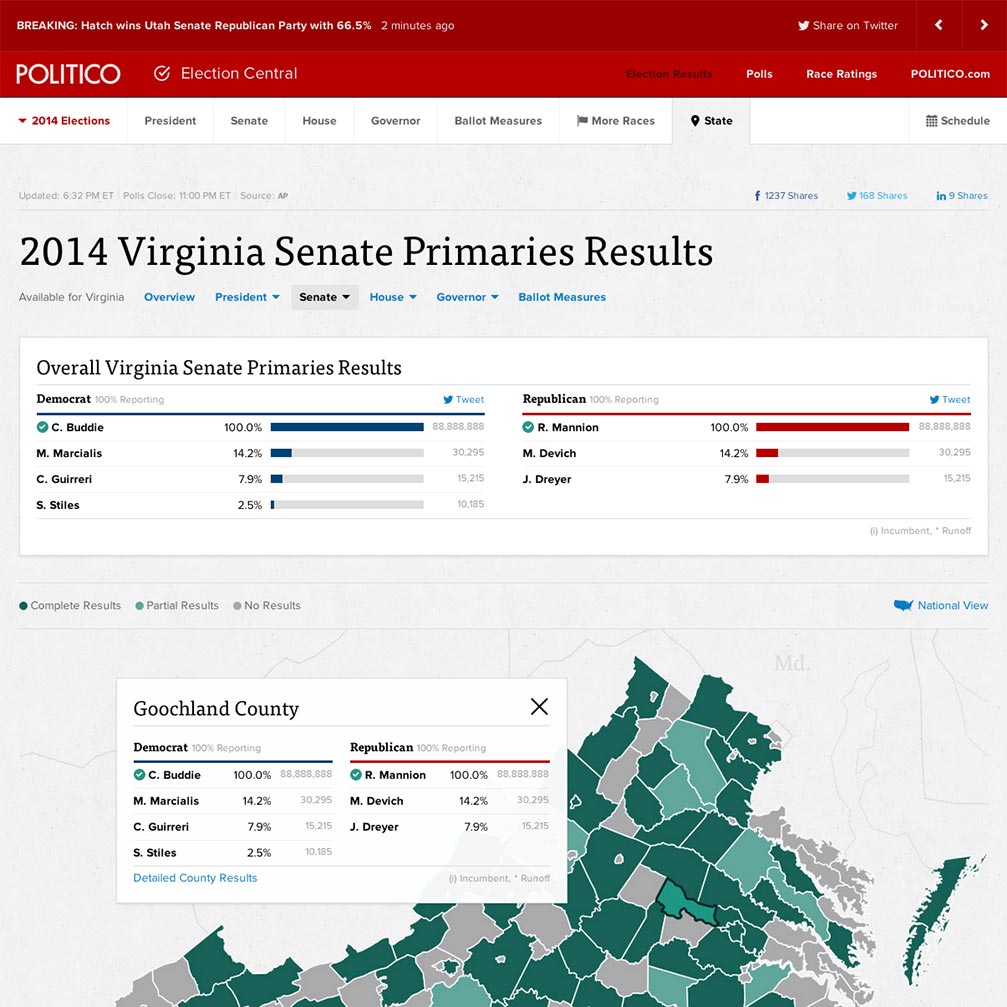 BREAKING: Hatch wins Utah Senate Republican Party with 66.5% 2 minutes ago Share on Twitter
POLITICO Election Central Election Results Polls Race Ratings POLITICO.com
2014 Elections President Senate House Governor Ballot Measures More Races State Schedule
Updated: 6:32 PM ET Polls Close: 11:00 PM ET Source: AP 1237 Shares 168 Shares 9 Shares
2014 Virginia Senate Primaries Results
Available for Virginia Overview President Senate House Governor Ballot Measures
Overall Virginia Senate Primaries Results
Democrat 100% Reporting Tweet Republican 100% Reporting Tweet
C. Buddie 100.0% 88,888,888 R. Mannion 100.0% 88,888,888
M. Marcialis 14.2% 30,295 M. Devich 14.2% 30,295
C. Guirreri 7.9% 15,215 J. Dreyer 7.9% 15,215
S. Stiles 2.5% 10,185
(i) Incumbent, * Runoff
Complete Results Partial Results No Results National View
Md.
Goochland County
Democrat 100% Reporting Republican 100% Reporting
C. Buddie 100.0% 88,888,888 R. Mannion 100.0% 88,888,888
M. Marcialis 14.2% 30,295 M. Devich 14.2% 30,295
C. Guirreri 7.9% 15,215 J. Dreyer 7.9% 15,215
S. Stiles 2.5% 10,185
Detailed County Results (i) Incumbent, * Runoff